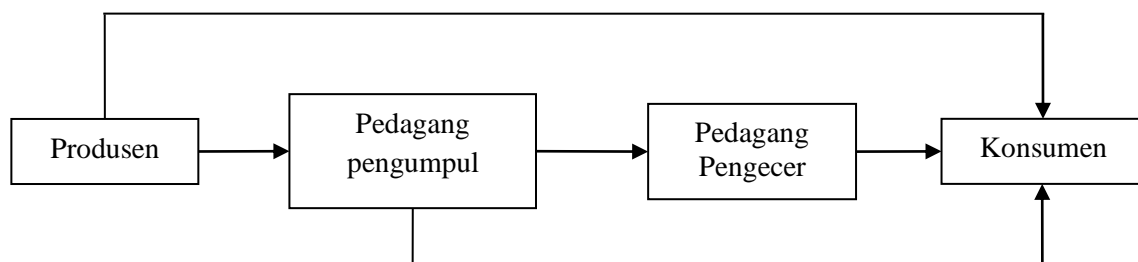 Produsen
Pedagang
pengumpul
Pedagang
Pengecer
Konsumen